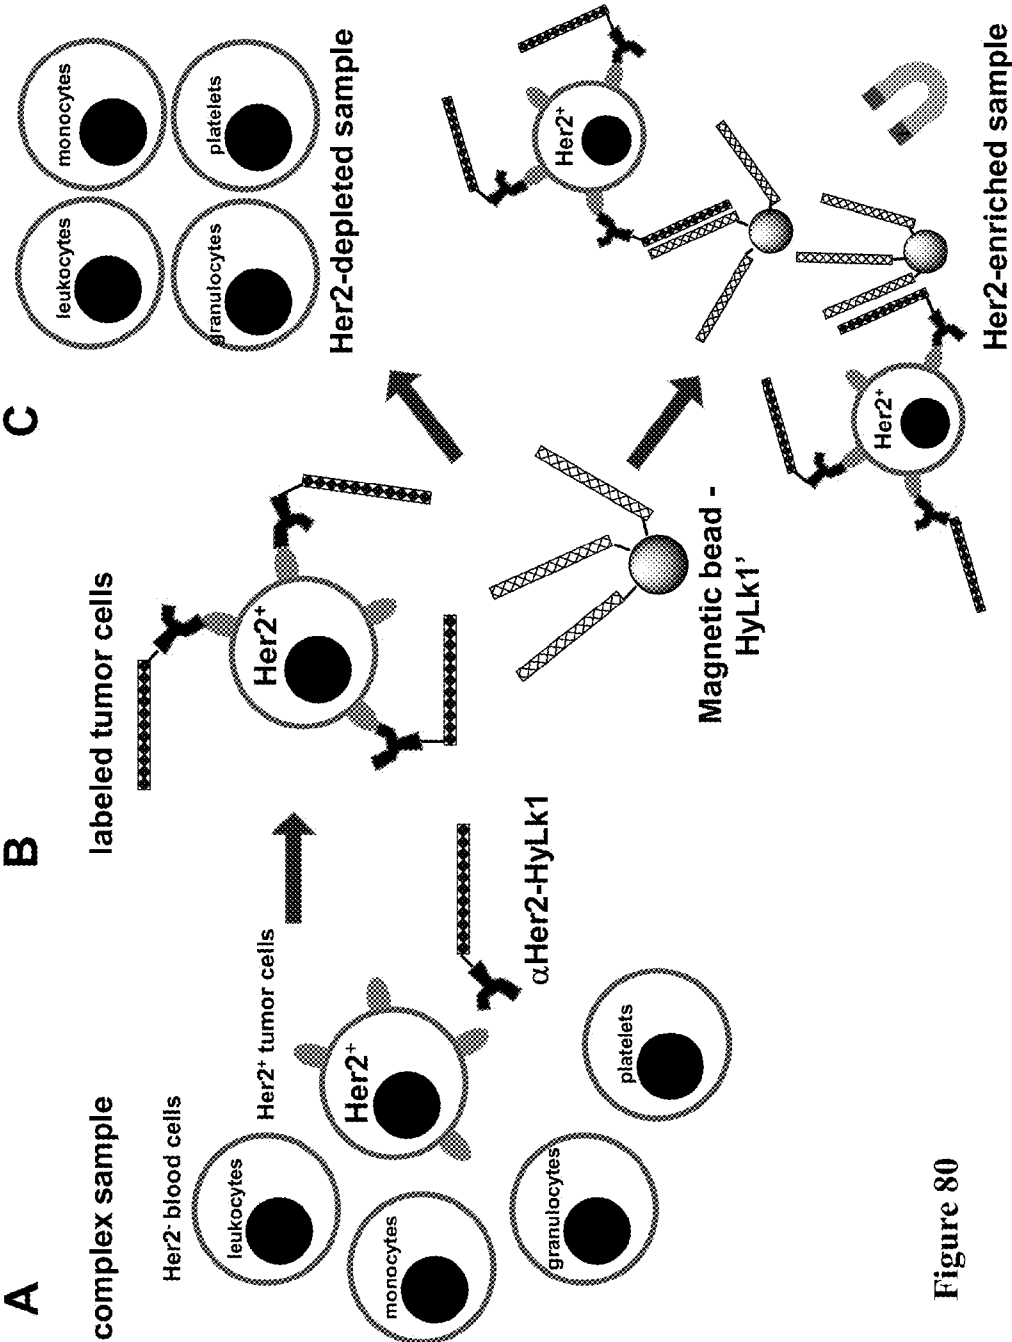 A
complex sample
Her2⁻ blood cells
leukocytes
monocytes
granulocytes
platelets
Her2⁺ tumor cells
Her2⁺
αHer2-HyLk1
B
labeled tumor cells
Her2⁺
Magnetic bead -
HyLk1’
C
leukocytes
monocytes
granulocytes
platelets
Her2-depleted sample
Her2⁺
Her2⁺
Her2-enriched sample
Figure 80